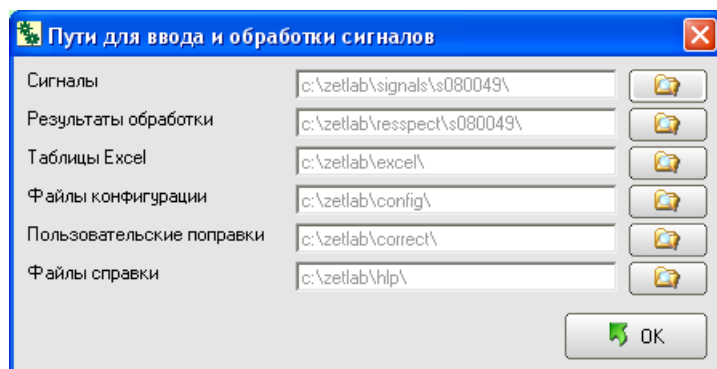 Пути для ввода и обработки сигналов
Сигналы c:\zetlab\signals\s080049\
Результаты обработки c:\zetlab\resspect\s080049\
Таблицы Excel c:\zetlab\excel\
Файлы конфигурации c:\zetlab\config\
Пользовательские поправки c:\zetlab\correct\
Файлы справки c:\zetlab\hlp\
OK